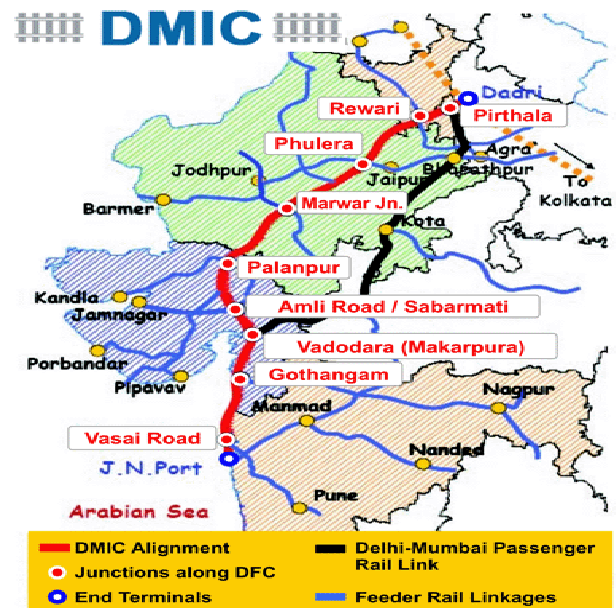 DMIC
Dadri
Rewari
Pirthala
Phulera
Agra
Bharatpur
Jodhpur
Jaipur
To
Kolkata
Barmer
Marwar Jn.
Kota
Palanpur
Kandla
Amli Road / Sabarmati
Jamnagar
Vadodara (Makarpura)
Porbandar
Pipavav
Gothangam
Nagpur
Manmad
Vasai Road
Nanded
J.N.Port
Pune
Arabian Sea
DMIC Alignment
Delhi-Mumbai Passenger
Rail Link
Junctions along DFC
End Terminals
Feeder Rail Linkages